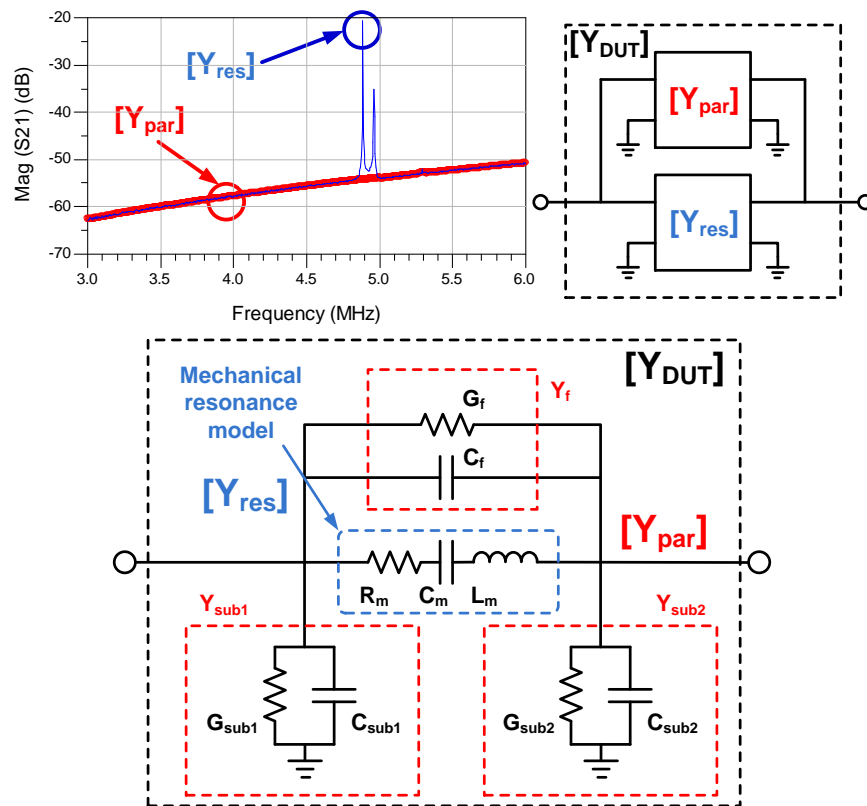 -20
-30
-40
-50
-60
-70
Mag (S21) (dB)
3.0 3.5 4.0 4.5 5.0 5.5 6.0
Frequency (MHz)
[Yres]
[Ypar]
[YDUT]
[Ypar]
[Yres]
[YDUT]
Mechanical
resonance
model
Yf
Gf
Cf
[Yres]
[Ypar]
Rm Cm Lm
Ysub1
Ysub2
Gsub1 Csub1
Gsub2 Csub2